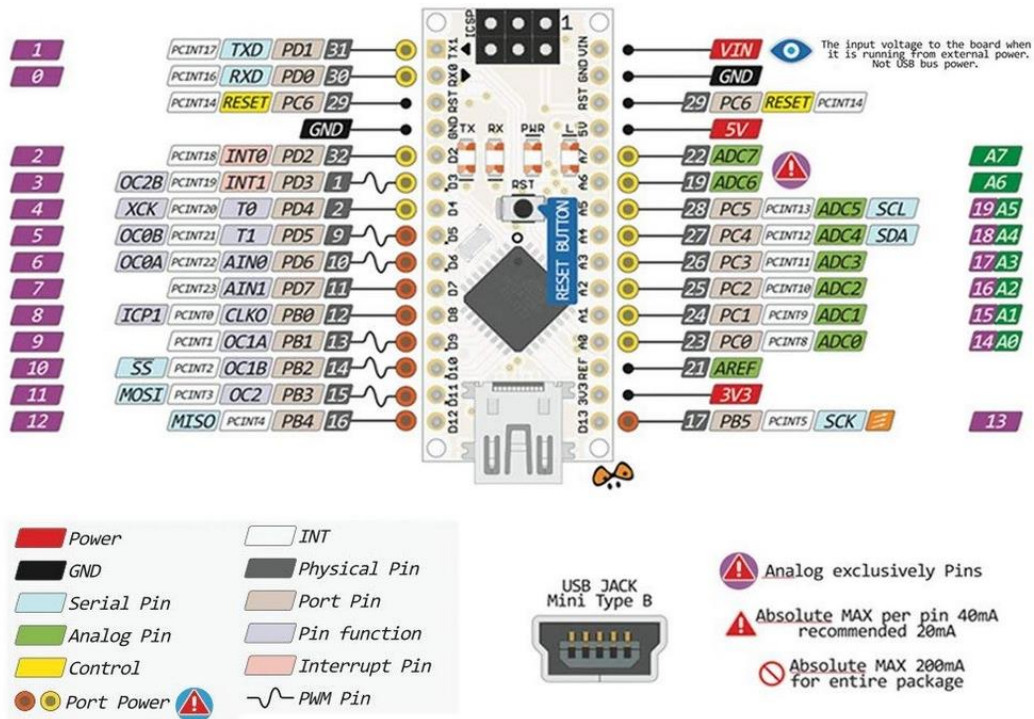 ICSP 1
1 PCINT17 TXD PD1 31 TX1 VIN VIN The input voltage to the board when
it is running from external power.
Not USB bus power.
0 PCINT16 RXD PD0 30 RX0 GND GND
PCINT14 RESET PC6 29 RST RST 29 PC6 RESET PCINT14
GND GND 5V 5V
TX RX PWR L
2 PCINT18 INT0 PD2 32 D2 A7 22 ADC7 A7
3 OC2B PCINT19 INT1 PD3 1 D3 A6 19 ADC6 A6
RST
4 XCK PCINT20 T0 PD4 2 D4 A5 28 PC5 PCINT13 ADC5 SCL 19 A5
5 OC0B PCINT21 T1 PD5 9 D5 A4 27 PC4 PCINT12 ADC4 SDA 18 A4
RESET BUTTON
6 OC0A PCINT22 AIN0 PD6 10 D6 A3 26 PC3 PCINT11 ADC3 17 A3
7 PCINT23 AIN1 PD7 11 D7 A2 25 PC2 PCINT10 ADC2 16 A2
8 ICP1 PCINT0 CLKO PB0 12 D8 A1 24 PC1 PCINT9 ADC1 15 A1
9 PCINT1 OC1A PB1 13 D9 A0 23 PC0 PCINT8 ADC0 14 A0
10 SS PCINT2 OC1B PB2 14 D10 REF 21 AREF
11 MOSI PCINT3 OC2 PB3 15 D11 3V3 3V3
12 MISO PCINT4 PB4 16 D12 D13 17 PB5 PCINT5 SCK 13
Power
GND
Serial Pin
Analog Pin
Control
Port Power
INT
Physical Pin
Port Pin
Pin function
Interrupt Pin
PWM Pin
USB JACK
Mini Type B
Analog exclusively Pins
Absolute MAX per pin 40mA
recommended 20mA
Absolute MAX 200mA
for entire package